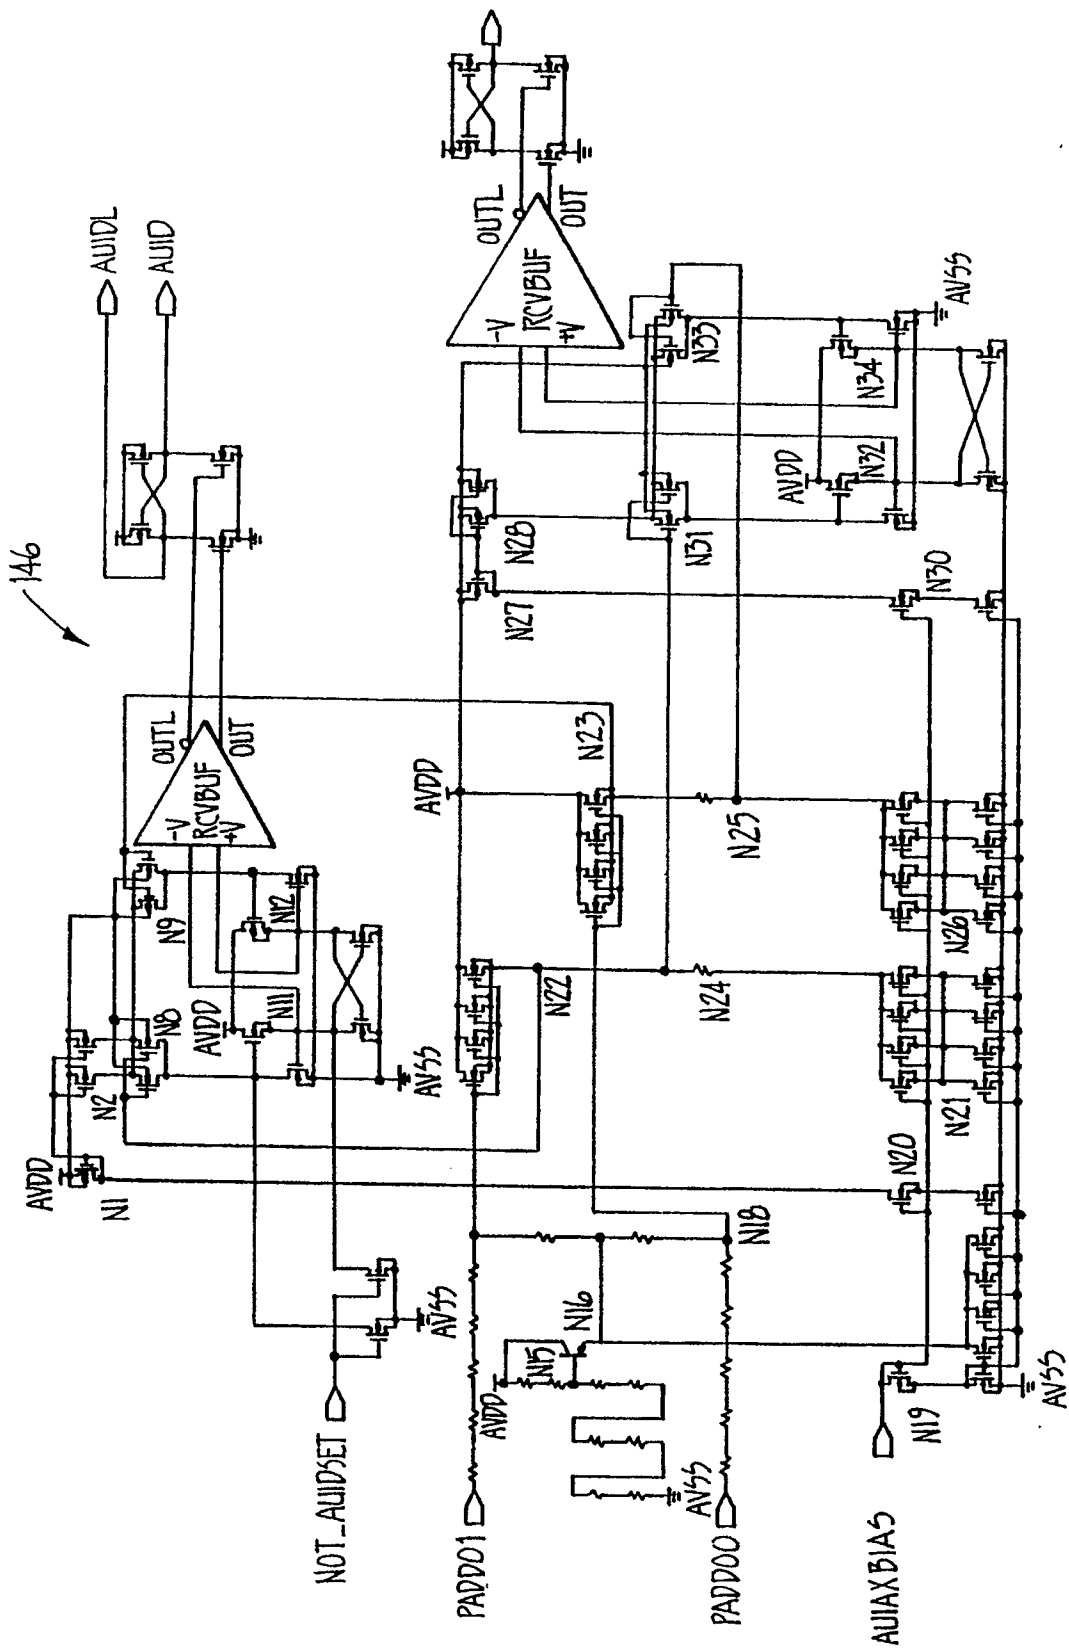 146
AUIDL
AUID
OUTL
OUT
-V
RCVBUF
+V
OUTL
OUT
-V
RCVBUF
+V
AVDD
N1
N2
N8
N9
AVDD
N11
N12
AVSS
NOT_AUIDSET
AVSS
AVDD
N22
N23
N24
N25
N27
N28
N31
N33
AVDD
N32
N34
AVSS
PADD01
N18
N16
N15
AVDD
AVSS
PADD00
AUIAXBIAS
N19
AVSS
N20
N21
N26
N30